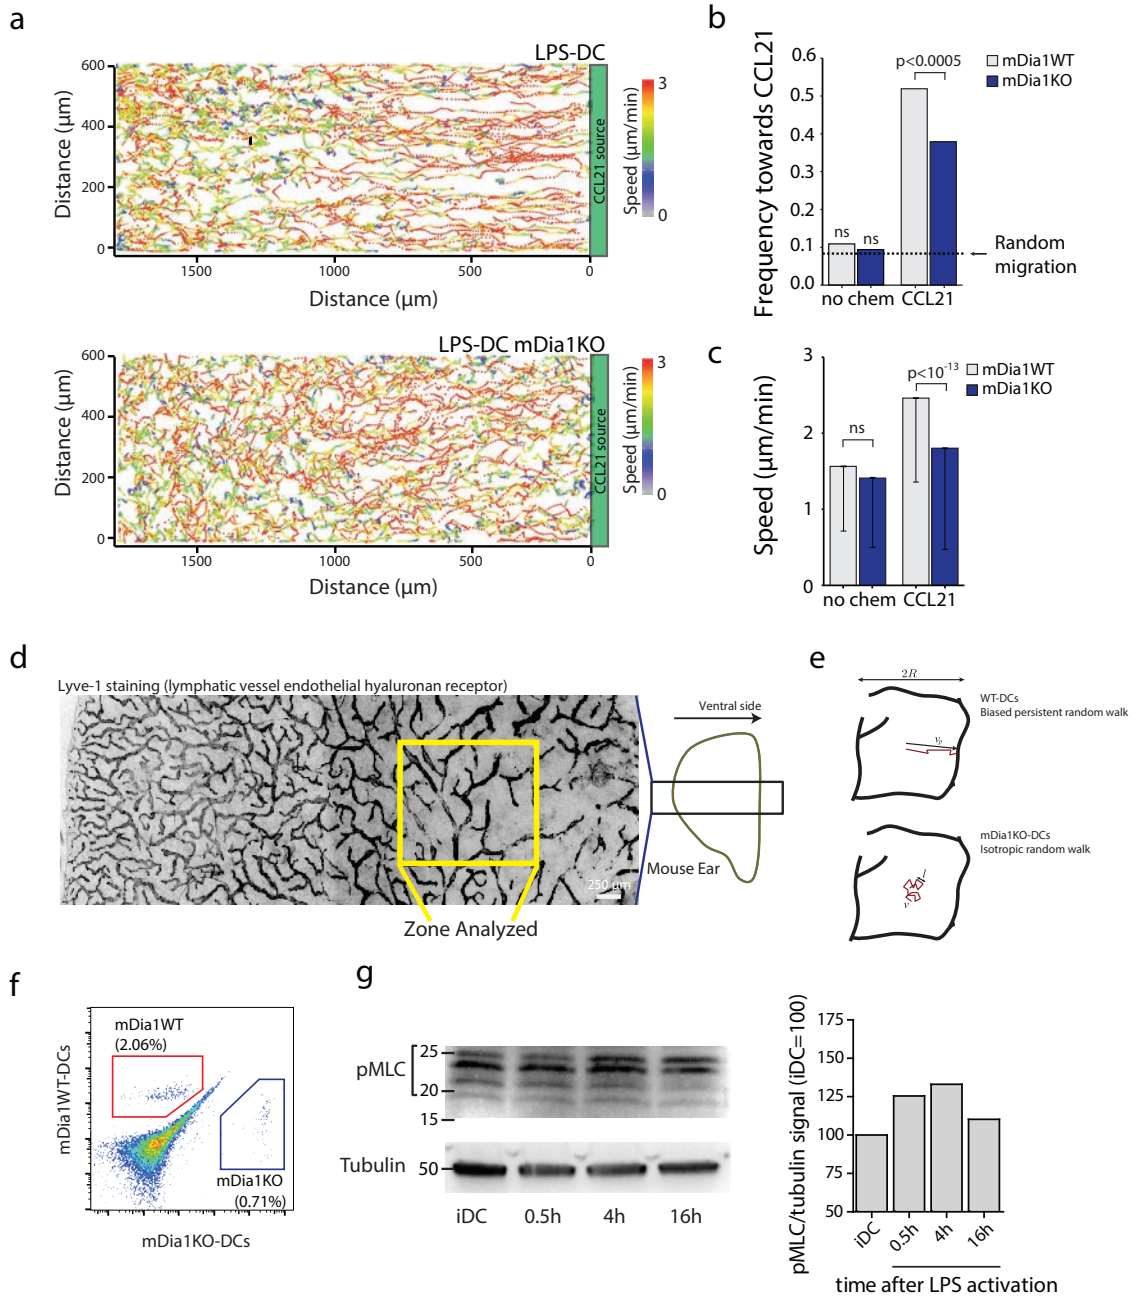 a
LPS-DC
600
400
200
0
Distance (µm)
1500
1000
500
0
Distance (µm)
CCL21 source
Speed (µm/min)
3
0
LPS-DC mDia1KO
600
400
200
0
Distance (µm)
1500
1000
500
0
Distance (µm)
CCL21 source
Speed (µm/min)
3
0
b
Frequency towards CCL21
0.6
0.5
0.4
0.3
0.2
0.1
0.0
ns
ns
p<0.0005
mDia1WT
mDia1KO
Random
migration
no chem
CCL21
c
Speed (µm/min)
3
2
1
0
ns
p<10-13
mDia1WT
mDia1KO
no chem
CCL21
d
Lyve-1 staining (lymphatic vessel endothelial hyaluronan receptor)
250 µm
Zone Analyzed
Ventral side
Mouse Ear
e
2R
WT-DCs
Biased persistent random walk
vp
mDia1KO-DCs
Isotropic random walk
l
v
f
mDia1WT-DCs
mDia1WT
(2.06%)
mDia1KO
(0.71%)
mDia1KO-DCs
g
pMLC
25
20
15
Tubulin
50
iDC
0.5h
4h
16h
pMLC/tubulin signal (iDC=100)
175
150
125
100
75
50
iDC
0.5h
4h
16h
time after LPS activation